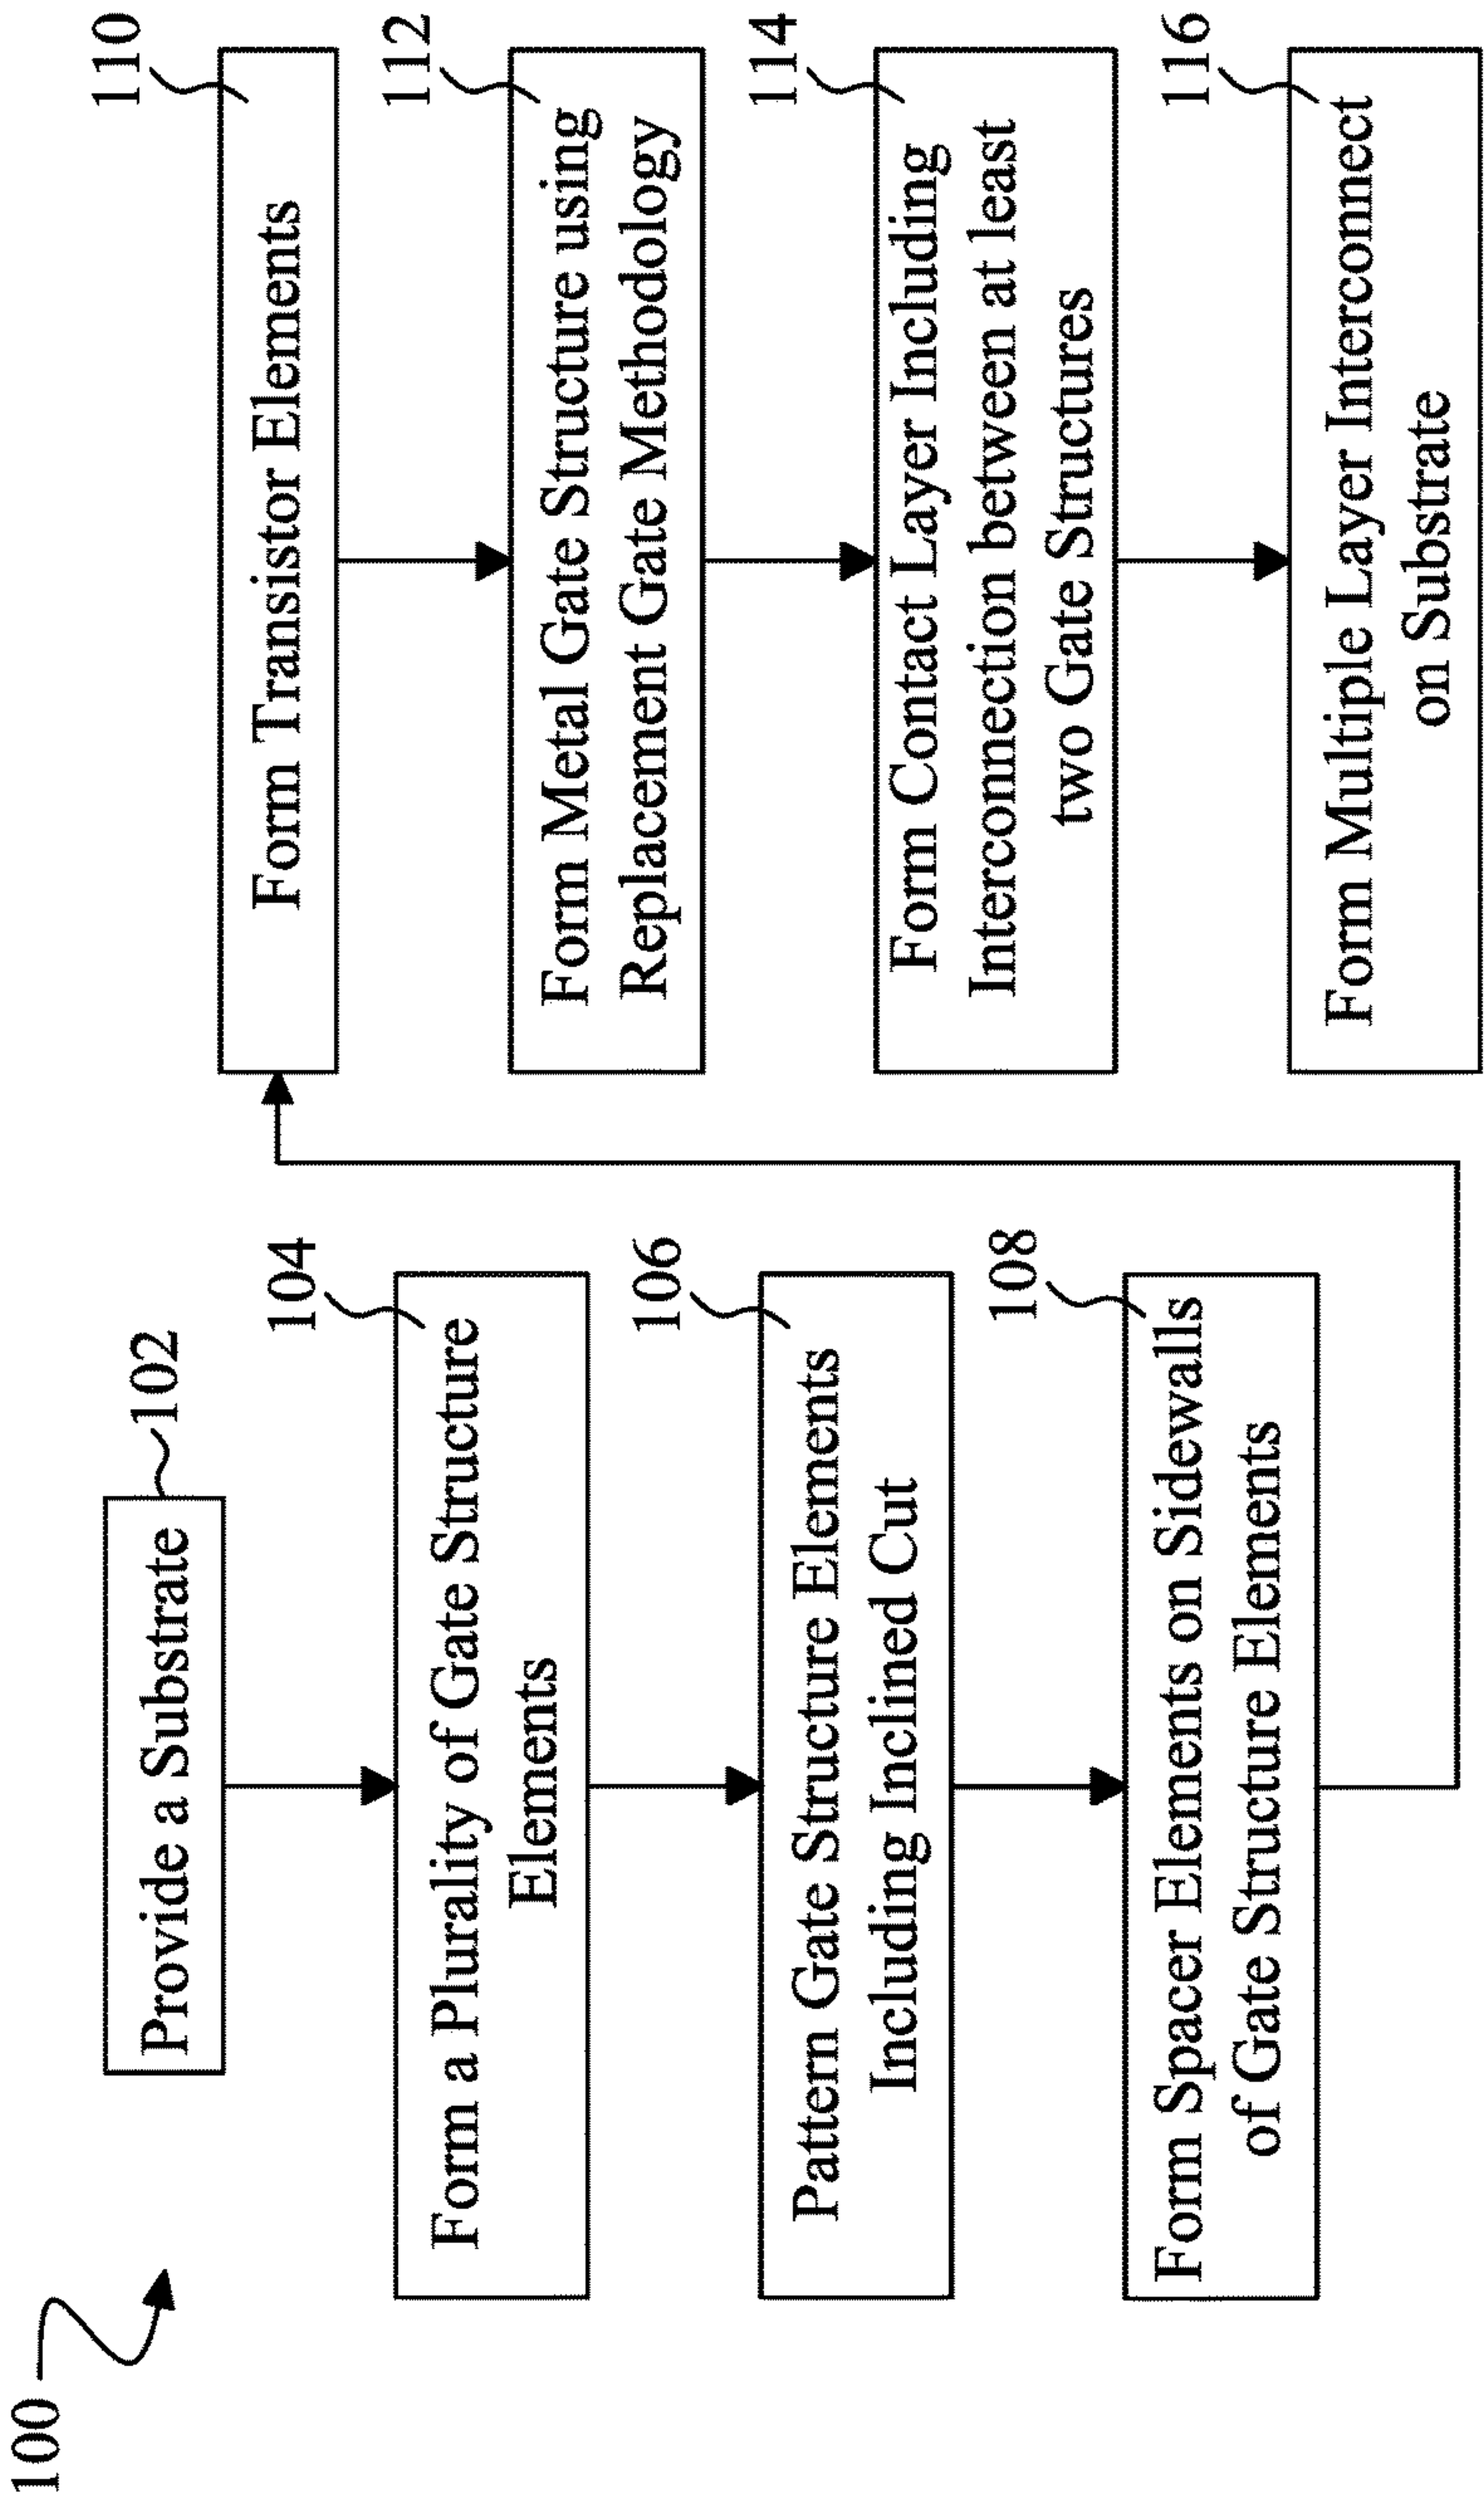 100
Provide a Substrate
102
104
Form a Plurality of Gate Structure
Elements
106
Pattern Gate Structure Elements
Including Inclined Cut
108
Form Spacer Elements on Sidewalls
of Gate Structure Elements
110
Form Transistor Elements
112
Form Metal Gate Structure using
Replacement Gate Methodology
114
Form Contact Layer Including
Interconnection between at least
two Gate Structures
116
Form Multiple Layer Interconnect
on Substrate